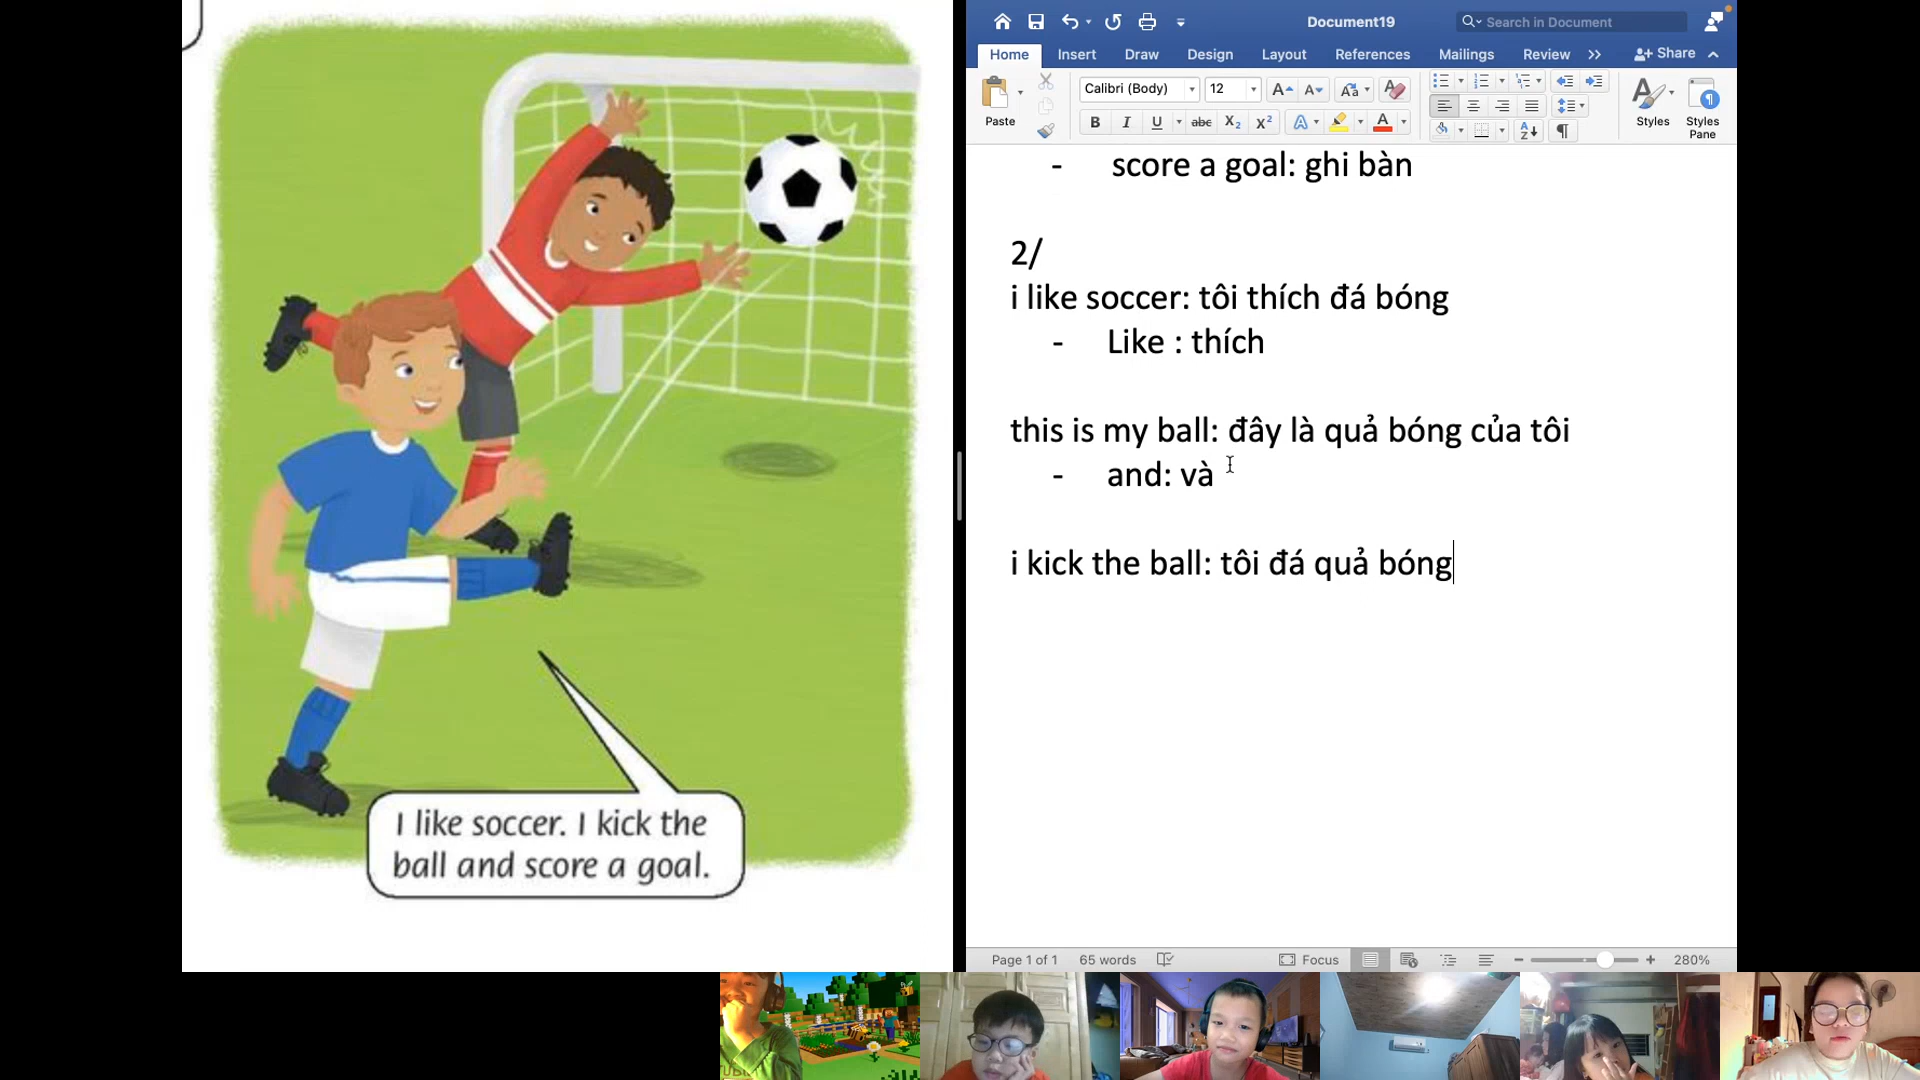 I like soccer. I kick the
ball and score a goal.
Document19
Search in Document
Home
Insert
Draw
Design
Layout
References
Mailings
Review
Share
Paste
Calibri (Body)
12
Styles
Styles
Pane
- score a goal: ghi bàn
2/
i like soccer: tôi thích đá bóng
- Like : thích
this is my ball: đây là quả bóng của tôi
- and: và
i kick the ball: tôi đá quả bóng
Page 1 of 1
65 words
Focus
280%